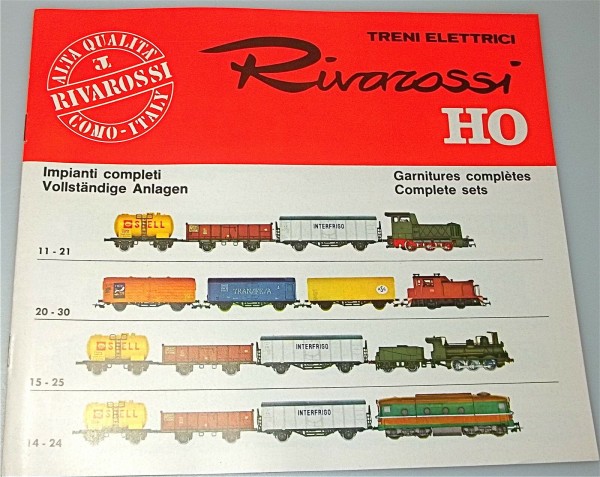 ALTA QUALITÀ
J.
RIVAROSSI
COMO-ITALY
TRENI ELETTRICI
Rivarossi
HO
Impianti completi
Vollständige Anlagen
Garnitures complètes
Complete sets
SHELL
INTERFRIGO
11 - 21
TRANSFESA
20 - 30
SHELL
INTERFRIGO
15 - 25
SHELL
INTERFRIGO
14 - 24